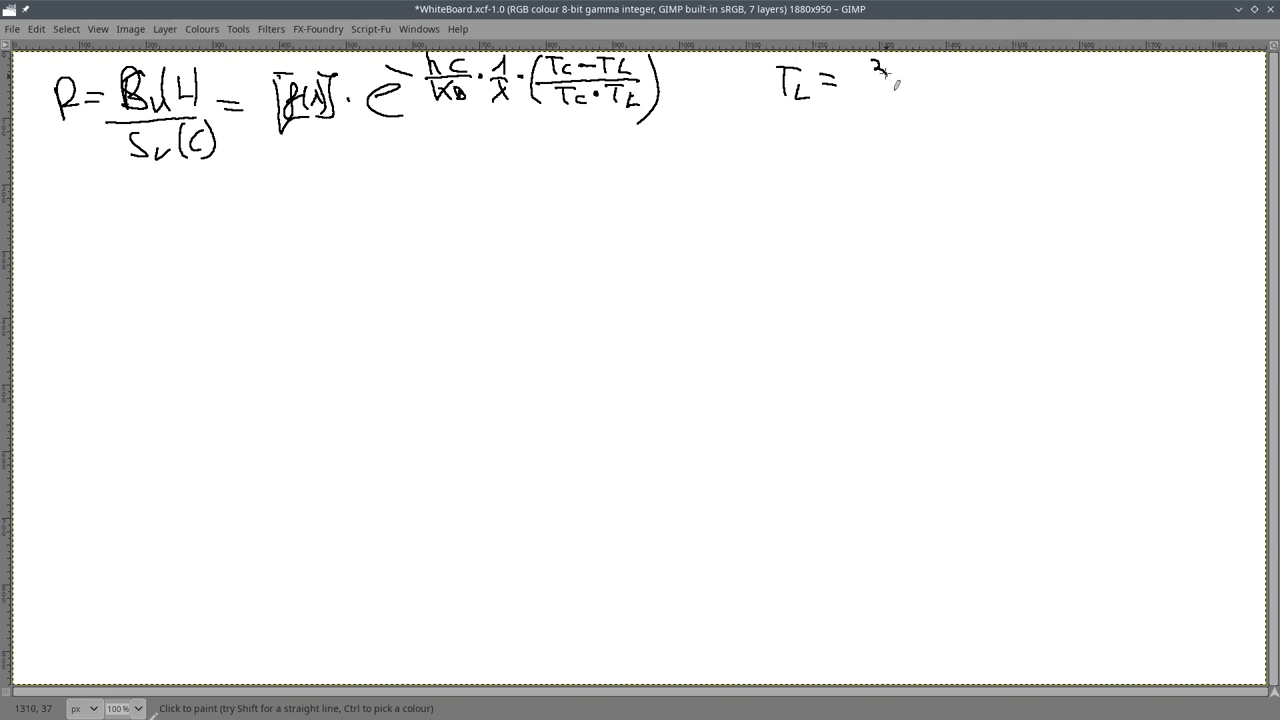 *WhiteBoard.xcf-1.0 (RGB colour 8-bit gamma integer, GIMP built-in sRGB, 7 layers) 1880x950 – GIMP
File Edit Select View Image Layer Colours Tools Filters FX-Foundry Script-Fu Windows Help
R = Bν(L) / Sν(C) = [f(λ)] · e^ hc/kB · 1/λ · (TC − TL / TC · TL) TL =
1310, 37 px 100% Click to paint (try Shift for a straight line, Ctrl to pick a colour)